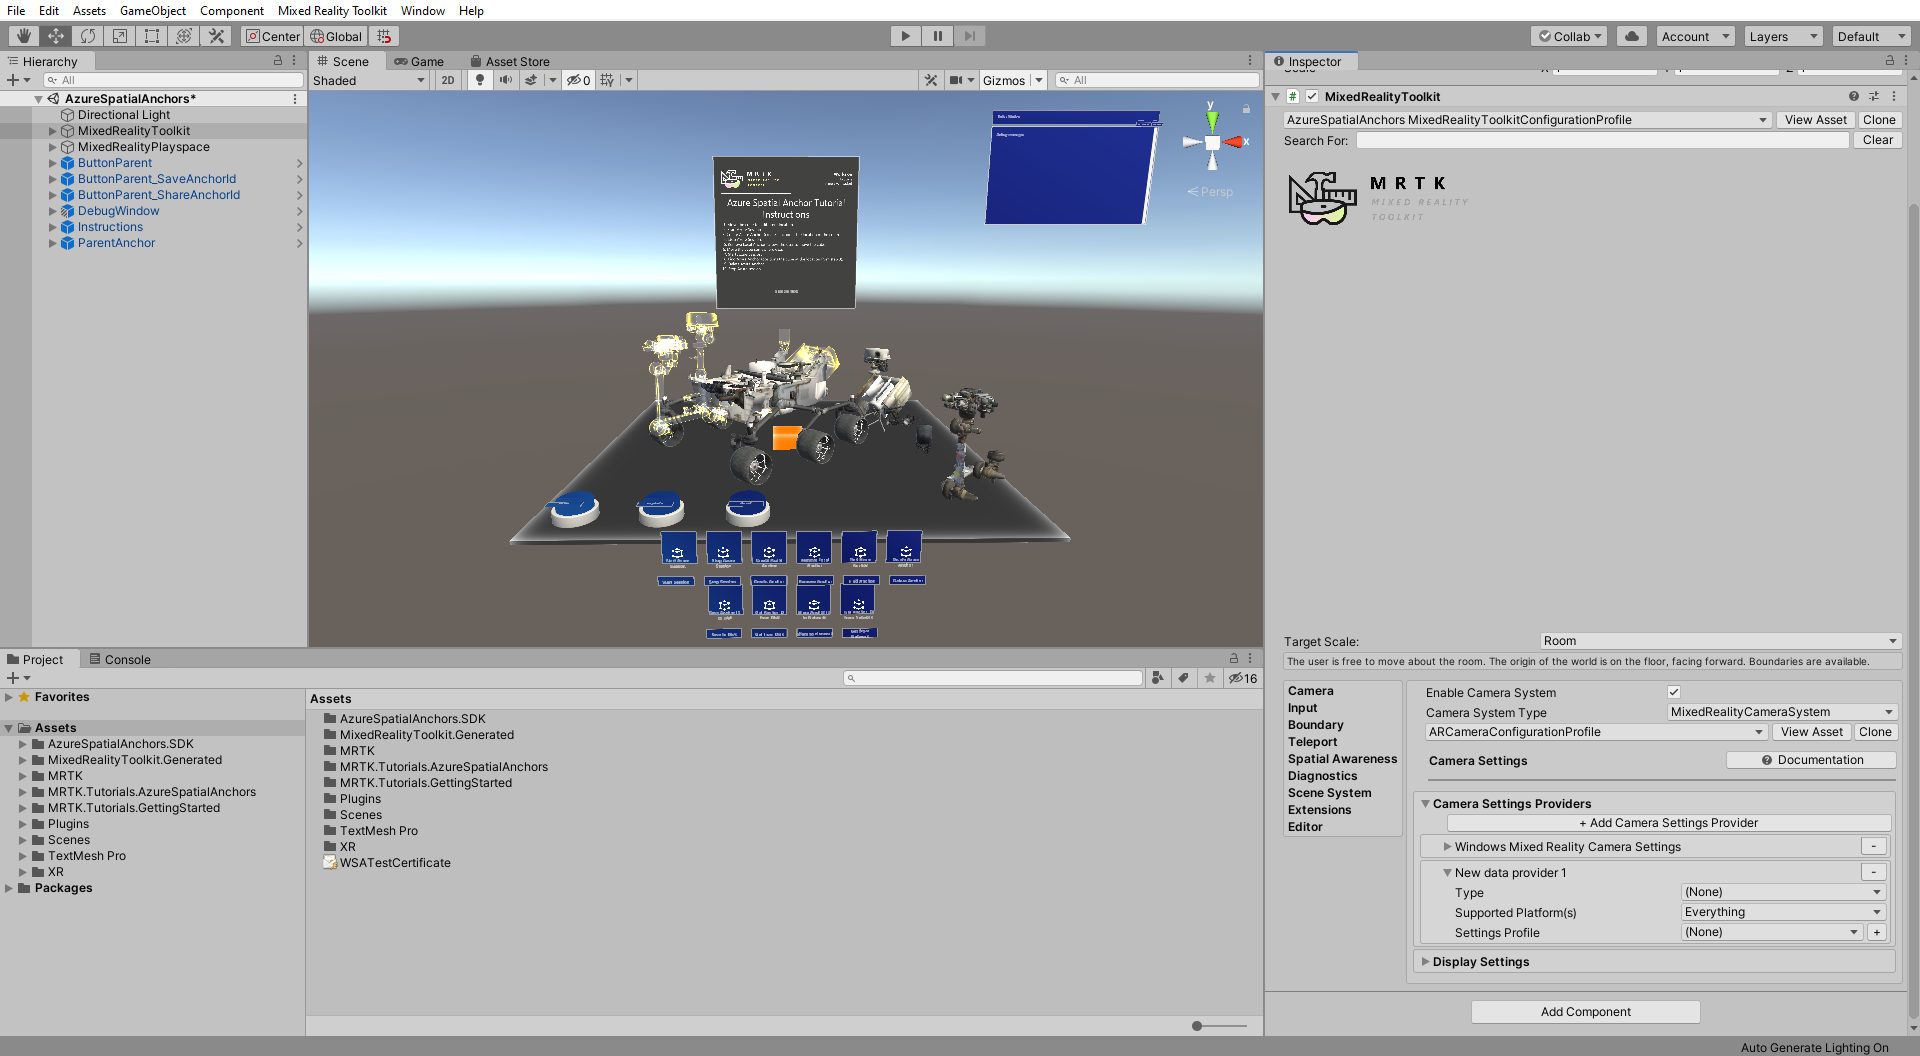 File Edit Assets GameObject Component Mixed Reality Toolkit Window Help
Center Global Collab Account Layers Default
Hierarchy
All
AzureSpatialAnchors*
Directional Light
MixedRealityToolkit
MixedRealityPlayspace
ButtonParent
ButtonParent_SaveAnchorId
ButtonParent_ShareAnchorId
DebugWindow
Instructions
ParentAnchor
Scene Game Asset Store
Shaded 2D 0 Gizmos All
y
x
Persp
MRTK
Azure Spatial Anchor Tutorial
Instructions
Project Console
16
Favorites
Assets
AzureSpatialAnchors.SDK
MixedRealityToolkit.Generated
MRTK
MRTK.Tutorials.AzureSpatialAnchors
MRTK.Tutorials.GettingStarted
Plugins
Scenes
TextMesh Pro
XR
Packages
Assets
AzureSpatialAnchors.SDK
MixedRealityToolkit.Generated
MRTK
MRTK.Tutorials.AzureSpatialAnchors
MRTK.Tutorials.GettingStarted
Plugins
Scenes
TextMesh Pro
XR
WSATestCertificate
Inspector
MixedRealityToolkit
AzureSpatialAnchors MixedRealityToolkitConfigurationProfile View Asset Clone
Search For: Clear
MRTK
MIXED REALITY
TOOLKIT
Target Scale: Room
The user is free to move about the room. The origin of the world is on the floor, facing forward. Boundaries are available.
Camera
Input
Boundary
Teleport
Spatial Awareness
Diagnostics
Scene System
Extensions
Editor
Enable Camera System
Camera System Type MixedRealityCameraSystem
ARCameraConfigurationProfile View Asset Clone
Camera Settings Documentation
Camera Settings Providers
+ Add Camera Settings Provider
Windows Mixed Reality Camera Settings -
New data provider 1 -
Type (None)
Supported Platform(s) Everything
Settings Profile (None) +
Display Settings
Add Component
Auto Generate Lighting On